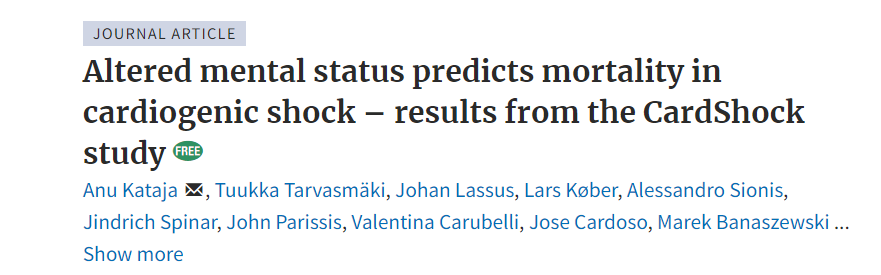 JOURNAL ARTICLE
Altered mental status predicts mortality in
cardiogenic shock – results from the CardShock
study FREE
Anu Kataja, Tuukka Tarvasmäki, Johan Lassus, Lars Køber, Alessandro Sionis,
Jindrich Spinar, John Parissis, Valentina Carubelli, Jose Cardoso, Marek Banaszewski ...
Show more